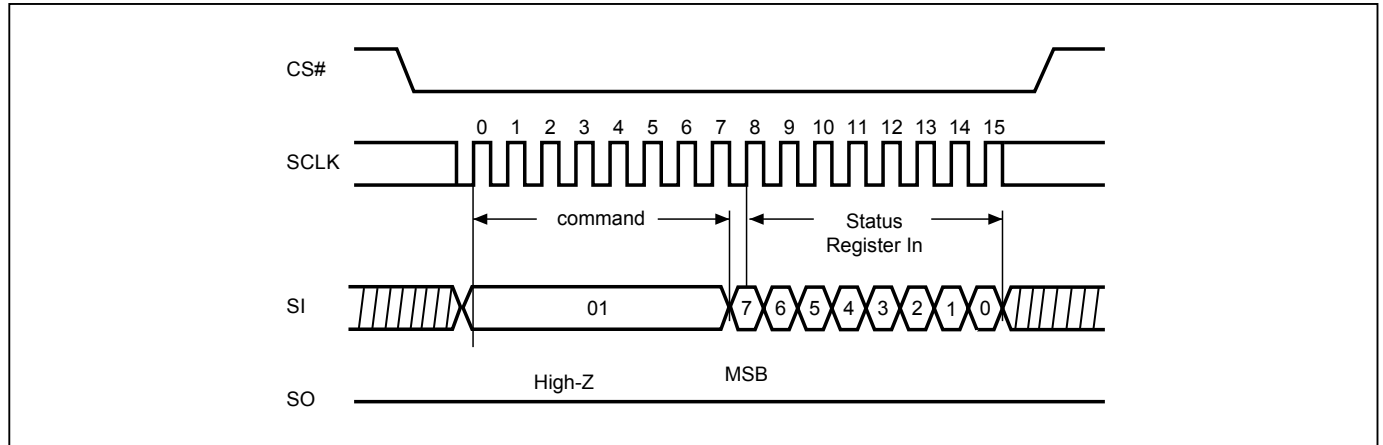 CS#
0 1 2 3 4 5 6 7 8 9 10 11 12 13 14 15
SCLK
command
Status
Register In
SI
01
7 6 5 4 3 2 1 0
High-Z
MSB
SO